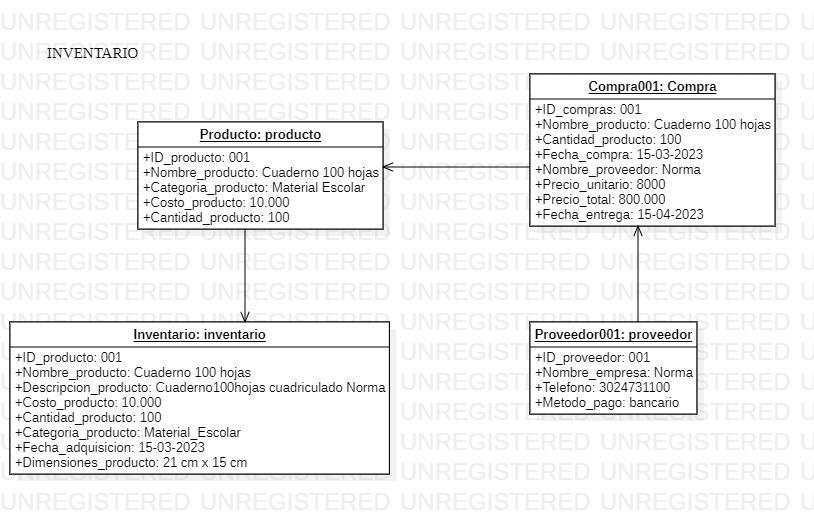 INVENTARIO
Compra001: Compra
+ID_compras: 001
+Nombre_producto: Cuaderno 100 hojas
+Cantidad_producto: 100
+Fecha_compra: 15-03-2023
+Nombre_proveedor: Norma
+Precio_unitario: 8000
+Precio_total: 800.000
+Fecha_entrega: 15-04-2023
Producto: producto
+ID_producto: 001
+Nombre_producto: Cuaderno 100 hojas
+Categoria_producto: Material Escolar
+Costo_producto: 10.000
+Cantidad_producto: 100
Inventario: inventario
+ID_producto: 001
+Nombre_producto: Cuaderno 100 hojas
+Descripcion_producto: Cuaderno100hojas cuadriculado Norma
+Costo_producto: 10.000
+Cantidad_producto: 100
+Categoria_producto: Material_Escolar
+Fecha_adquisicion: 15-03-2023
+Dimensiones_producto: 21 cm x 15 cm
Proveedor001: proveedor
+ID_proveedor: 001
+Nombre_empresa: Norma
+Telefono: 3024731100
+Metodo_pago: bancario
UNREGISTERED